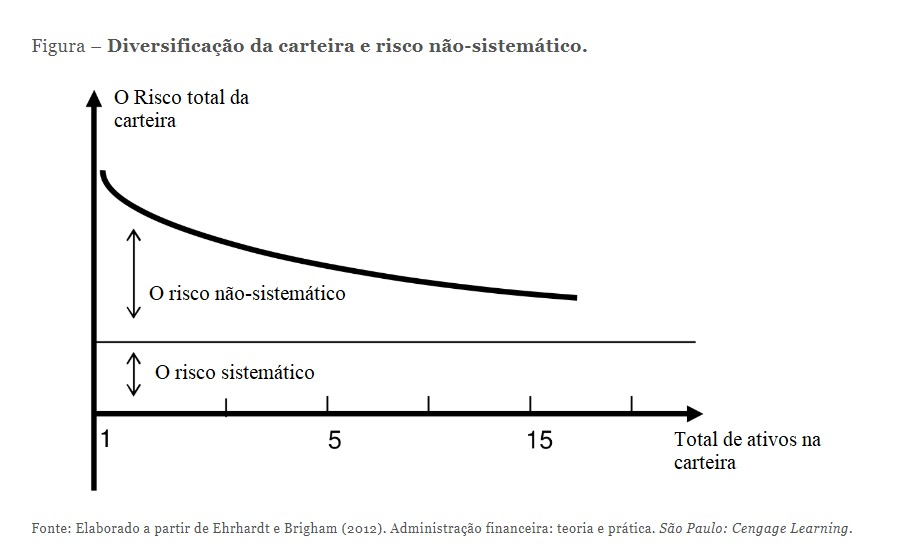 Figura – Diversificação da carteira e risco não-sistemático.
O Risco total da
carteira
O risco não-sistemático
O risco sistemático
1
5
15
Total de ativos na
carteira
Fonte: Elaborado a partir de Ehrhardt e Brigham (2012). Administração financeira: teoria e prática. São Paulo: Cengage Learning.